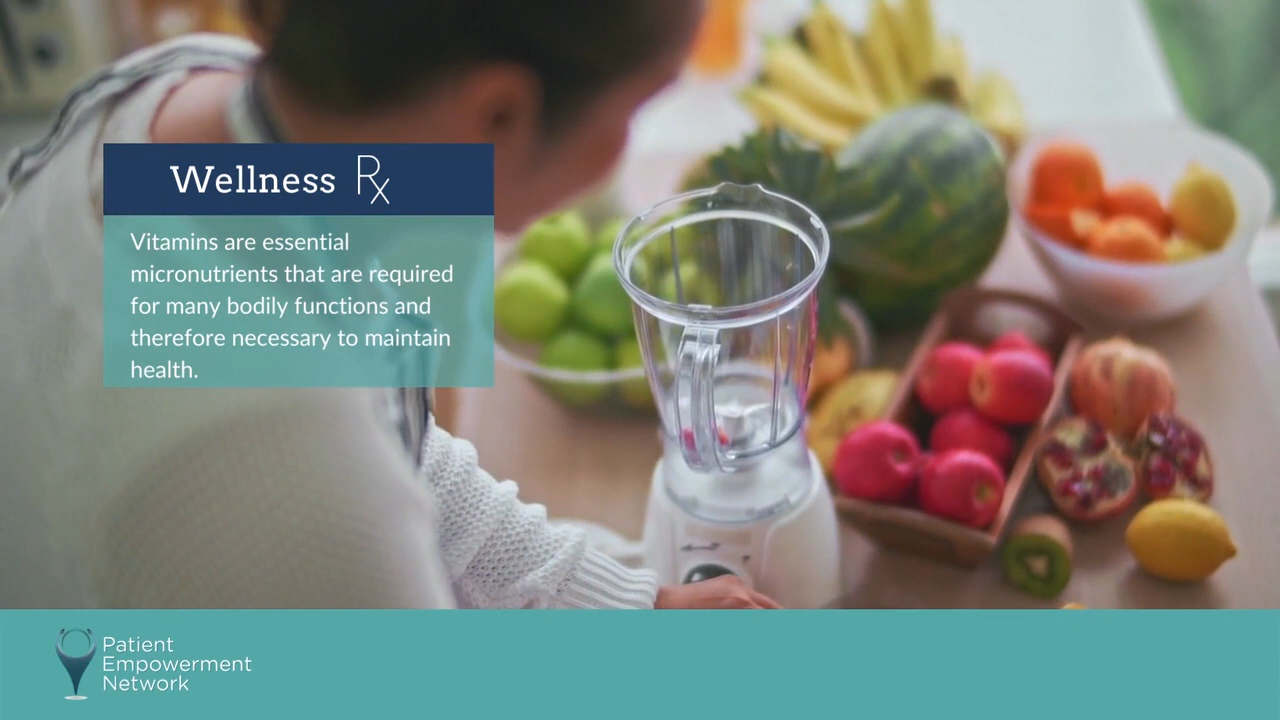 Wellness Rx
Vitamins are essential
micronutrients that are required
for many bodily functions and
therefore necessary to maintain
health.
Patient
Empowerment
Network